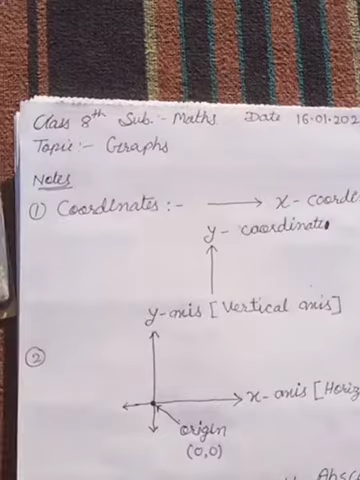 Class 8th Sub:- Maths Date 16.01.202
Topic:- Graphs
Notes
① Coordinates:- → x- coorde
y- coordinate
y-axis [Vertical axis]
②
x-axis [Horiz
origin
(0,0)
Absc